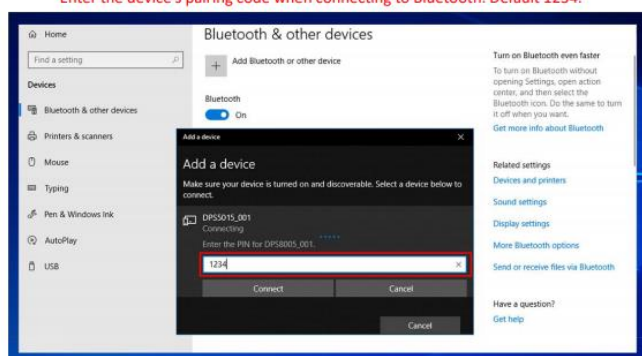 Enter the device's pairing code when connecting to Bluetooth. Default 1234.
Home
Find a setting
Devices
Bluetooth & other devices
Printers & scanners
Mouse
Typing
Pen & Windows Ink
AutoPlay
USB
Bluetooth & other devices
Add Bluetooth or other device
Bluetooth
On
Add a device
Add a device
Make sure your device is turned on and discoverable. Select a device below to
connect.
DPS5015_001
Connecting
Enter the PIN for DPS8005_001.
1234
Connect
Cancel
Cancel
Turn on Bluetooth even faster
To turn on Bluetooth without
opening Settings, open action
center, and then select the
Bluetooth icon. Do the same to turn
it off when you want.
Get more info about Bluetooth
Related settings
Devices and printers
Sound settings
Display settings
More Bluetooth options
Send or receive files via Bluetooth
Have a question?
Get help